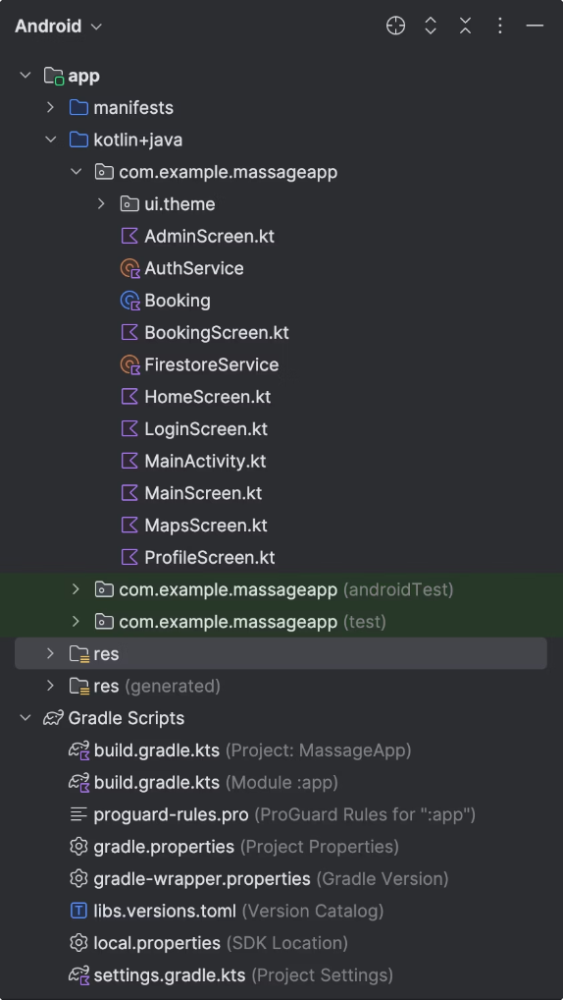 Android
app
manifests
kotlin+java
com.example.massageapp
ui.theme
AdminScreen.kt
AuthService
Booking
BookingScreen.kt
FirestoreService
HomeScreen.kt
LoginScreen.kt
MainActivity.kt
MainScreen.kt
MapsScreen.kt
ProfileScreen.kt
com.example.massageapp (androidTest)
com.example.massageapp (test)
res
res (generated)
Gradle Scripts
build.gradle.kts (Project: MassageApp)
build.gradle.kts (Module :app)
proguard-rules.pro (ProGuard Rules for ":app")
gradle.properties (Project Properties)
gradle-wrapper.properties (Gradle Version)
libs.versions.toml (Version Catalog)
local.properties (SDK Location)
settings.gradle.kts (Project Settings)